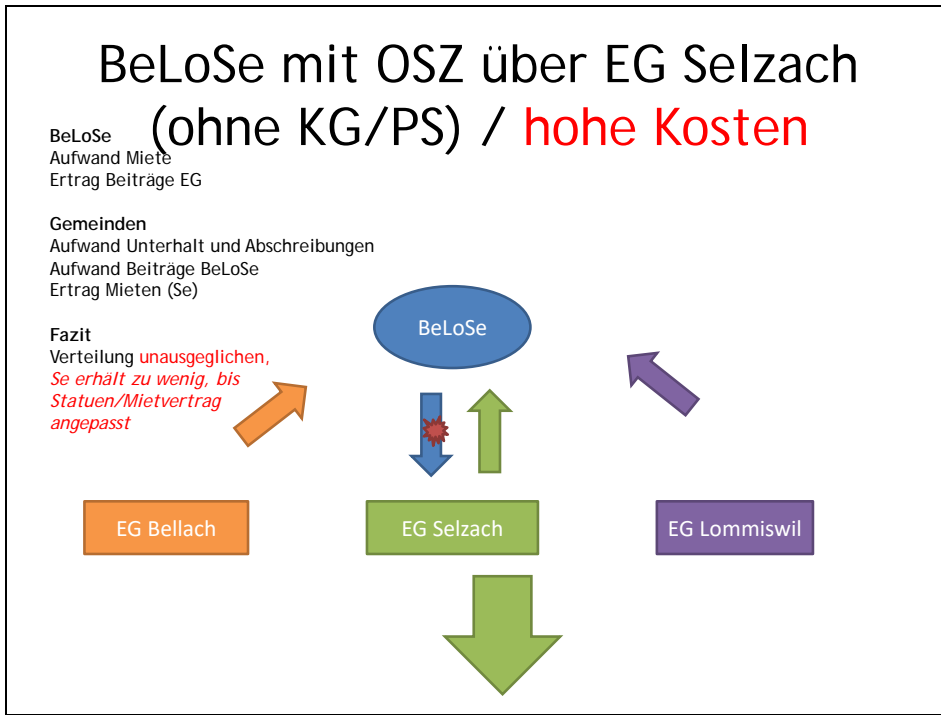 BeLoSe mit OSZ über EG Selzach
(ohne KG/PS) / hohe Kosten
BeLoSe
Aufwand Miete
Ertrag Beiträge EG
Gemeinden
Aufwand Unterhalt und Abschreibungen
Aufwand Beiträge BeLoSe
Ertrag Mieten (Se)
Fazit
Verteilung unausgeglichen,
Se erhält zu wenig, bis
Statuen/Mietvertrag
angepasst
BeLoSe
EG Bellach
EG Selzach
EG Lommiswil